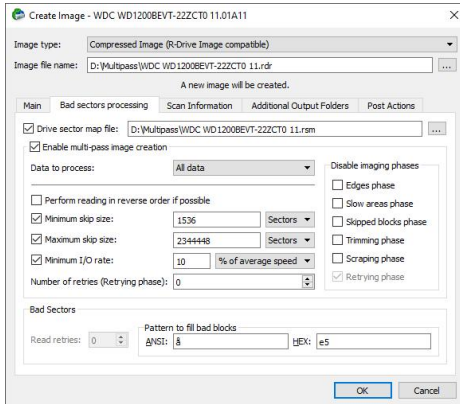 Create Image - WDC WD1200BEVT-22ZCT0 11.01A11
Image type: Compressed Image (R-Drive Image compatible)
Image file name: D:\Multipass\WDC WD1200BEVT-22ZCT0 11.rdr ...
A new image will be created.
Main Bad sectors processing Scan Information Additional Output Folders Post Actions
Drive sector map file: D:\Multipass\WDC WD1200BEVT-22ZCT0 11.rsm ...
Enable multi-pass image creation
Data to process: All data
Perform reading in reverse order if possible
Minimum skip size: 1536 Sectors
Maximum skip size: 2344448 Sectors
Minimum I/O rate: 10 % of average speed
Number of retries (Retrying phase): 0
Disable imaging phases
Edges phase
Slow areas phase
Skipped blocks phase
Trimming phase
Scraping phase
Retrying phase
Bad Sectors
Read retries: 0
Pattern to fill bad blocks
ANSI: å HEX: e5
OK Cancel